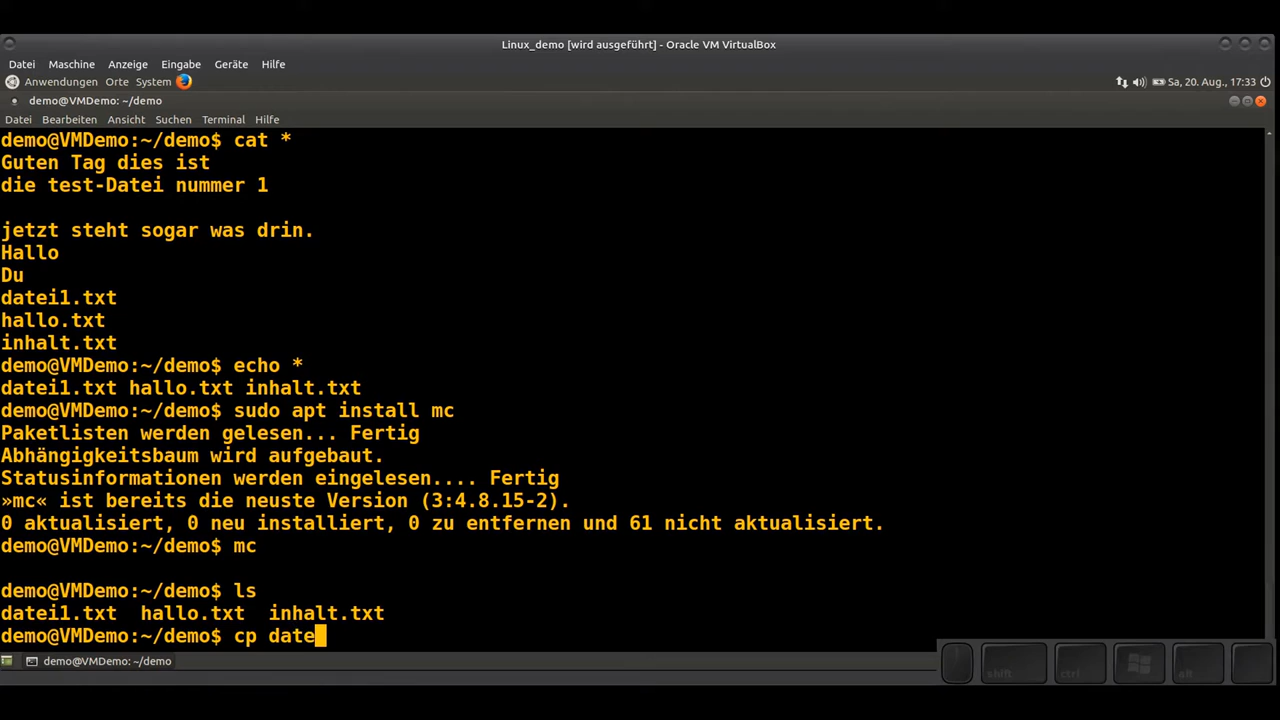 Linux_demo [wird ausgeführt] - Oracle VM VirtualBox
Datei Maschine Anzeige Eingabe Geräte Hilfe
Anwendungen Orte System Sa, 20. Aug., 17:33
demo@VMDemo: ~/demo
Datei Bearbeiten Ansicht Suchen Terminal Hilfe
demo@VMDemo:~/demo$ cat *
Guten Tag dies ist
die test-Datei nummer 1
jetzt steht sogar was drin.
Hallo
Du
datei1.txt
hallo.txt
inhalt.txt
demo@VMDemo:~/demo$ echo *
datei1.txt hallo.txt inhalt.txt
demo@VMDemo:~/demo$ sudo apt install mc
Paketlisten werden gelesen... Fertig
Abhängigkeitsbaum wird aufgebaut.
Statusinformationen werden eingelesen.... Fertig
»mc« ist bereits die neuste Version (3:4.8.15-2).
0 aktualisiert, 0 neu installiert, 0 zu entfernen und 61 nicht aktualisiert.
demo@VMDemo:~/demo$ mc
demo@VMDemo:~/demo$ ls
datei1.txt hallo.txt inhalt.txt
demo@VMDemo:~/demo$ cp date
demo@VMDemo: ~/demo
shift ctrl alt